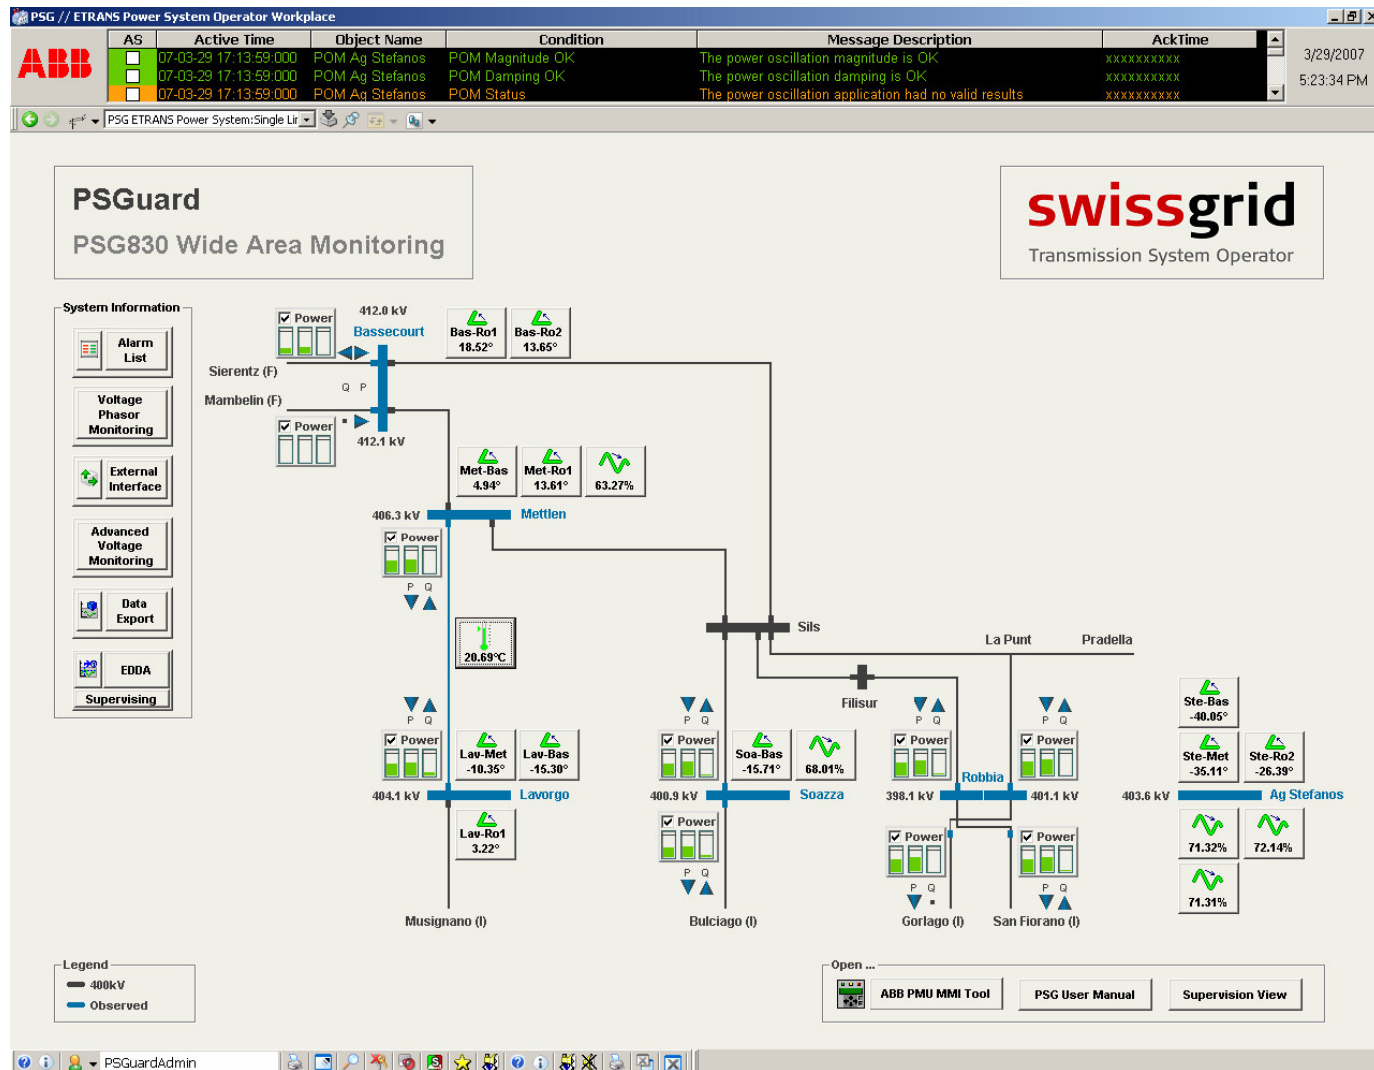 PSG // ETRANS Power System Operator Workplace
ABB
AS Active Time Object Name Condition Message Description AckTime
07-03-29 17:13:59:000 POM Ag Stefanos POM Magnitude OK The power oscillation magnitude is OK xxxxxxxxxx
07-03-29 17:13:59:000 POM Ag Stefanos POM Damping OK The power oscillation damping is OK xxxxxxxxxx
07-03-29 17:13:59:000 POM Ag Stefanos POM Status The power oscillation application had no valid results xxxxxxxxxx
3/29/2007
5:23:34 PM
PSG ETRANS Power System:Single Lir
PSGuard
PSG830 Wide Area Monitoring
swissgrid
Transmission System Operator
System Information
Alarm
List
Voltage
Phasor
Monitoring
External
Interface
Advanced
Voltage
Monitoring
Data
Export
EDDA
Supervising
Power
412.0 kV
Bassecourt
Bas-Ro1
18.52°
Bas-Ro2
13.65°
Sierentz (F)
Q P
Mambelin (F)
Power
412.1 kV
Met-Bas
4.94°
Met-Ro1
13.61°
63.27%
406.3 kV
Mettlen
Power
P Q
20.69°C
Sils
La Punt
Pradella
Filisur
P Q
Power
Lav-Met
-10.35°
Lav-Bas
-15.30°
404.1 kV
Lavorgo
Lav-Ro1
3.22°
Musignano (I)
P Q
Power
Soa-Bas
-15.71°
68.01%
400.9 kV
Soazza
Power
P Q
Bulciago (I)
P Q
Power
P Q
Power
Robbia
398.1 kV
401.1 kV
Power
P Q
Gorlago (I)
Power
P Q
San Fiorano (I)
Ste-Bas
-40.05°
Ste-Met
-35.11°
Ste-Ro2
-26.39°
403.6 kV
Ag Stefanos
71.32%
72.14%
71.31%
Legend
400kV
Observed
Open ...
ABB PMU MMI Tool
PSG User Manual
Supervision View
PSGuardAdmin